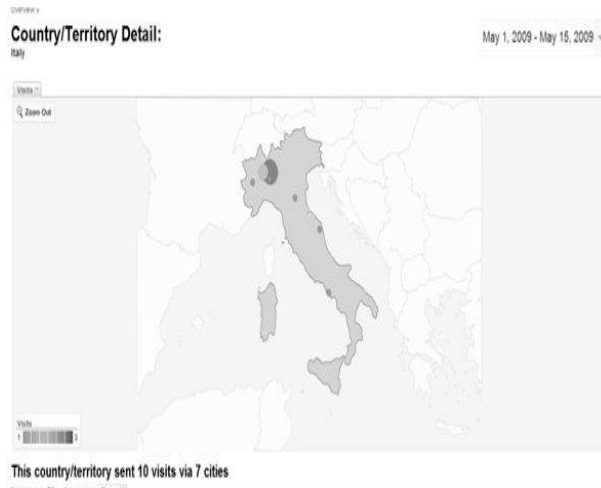 Overview »
Country/Territory Detail:
Italy
May 1, 2009 - May 15, 2009
Visits
Zoom Out
Visits
1 3
This country/territory sent 10 visits via 7 cities